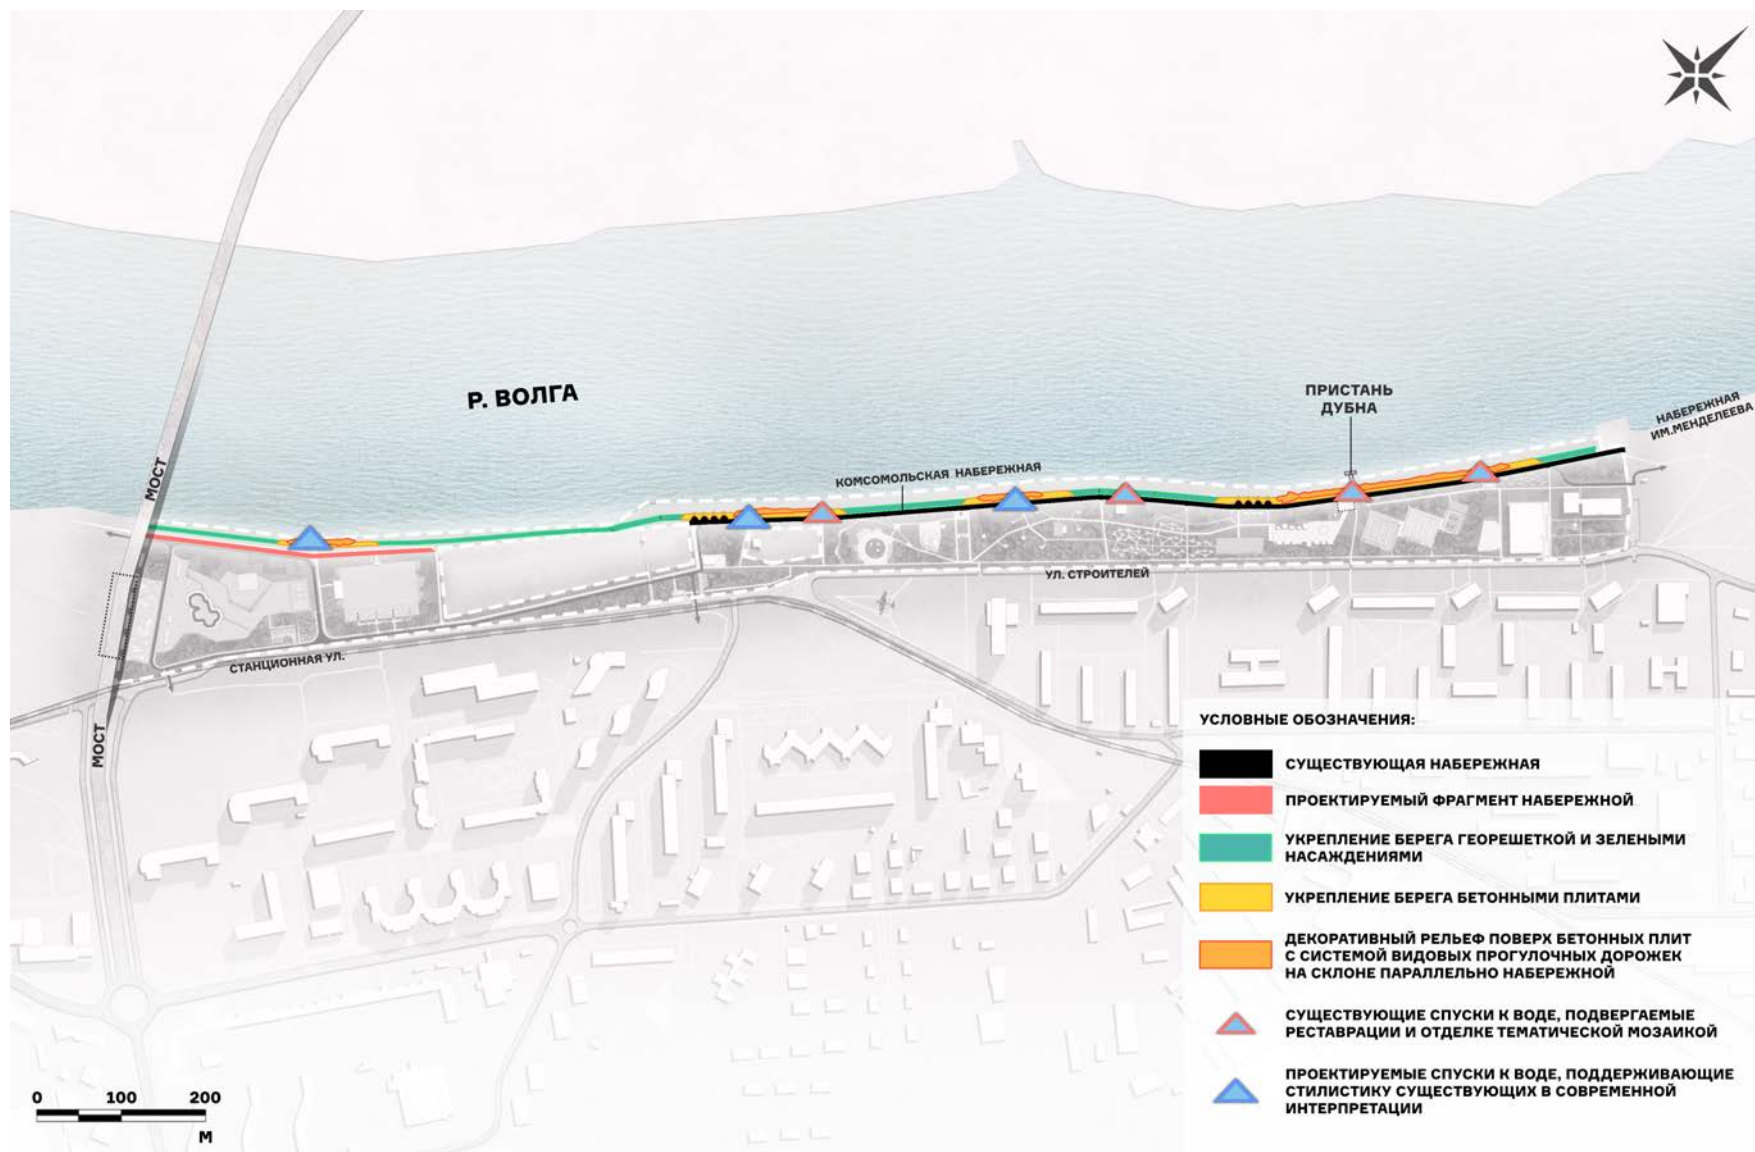 Р. ВОЛГА
ПРИСТАНЬ
ДУБНА
НАБЕРЕЖНАЯ
ИМ.МЕНДЕЛЕЕВА
МОСТ
КОМСОМОЛЬСКАЯ НАБЕРЕЖНАЯ
УЛ. СТРОИТЕЛЕЙ
СТАНЦИОННАЯ УЛ.
МОСТ
УСЛОВНЫЕ ОБОЗНАЧЕНИЯ:
СУЩЕСТВУЮЩАЯ НАБЕРЕЖНАЯ
ПРОЕКТИРУЕМЫЙ ФРАГМЕНТ НАБЕРЕЖНОЙ
УКРЕПЛЕНИЕ БЕРЕГА ГЕОРЕШЕТКОЙ И ЗЕЛЕНЫМИ
НАСАЖДЕНИЯМИ
УКРЕПЛЕНИЕ БЕРЕГА БЕТОННЫМИ ПЛИТАМИ
ДЕКОРАТИВНЫЙ РЕЛЬЕФ ПОВЕРХ БЕТОННЫХ ПЛИТ
С СИСТЕМОЙ ВИДОВЫХ ПРОГУЛОЧНЫХ ДОРОЖЕК
НА СКЛОНЕ ПАРАЛЛЕЛЬНО НАБЕРЕЖНОЙ
СУЩЕСТВУЮЩИЕ СПУСКИ К ВОДЕ, ПОДВЕРГАЕМЫЕ
РЕСТАВРАЦИИ И ОТДЕЛКЕ ТЕМАТИЧЕСКОЙ МОЗАИКОЙ
ПРОЕКТИРУЕМЫЕ СПУСКИ К ВОДЕ, ПОДДЕРЖИВАЮЩИЕ
СТИЛИСТИКУ СУЩЕСТВУЮЩИХ В СОВРЕМЕННОЙ
ИНТЕРПРЕТАЦИИ
0 100 200
М